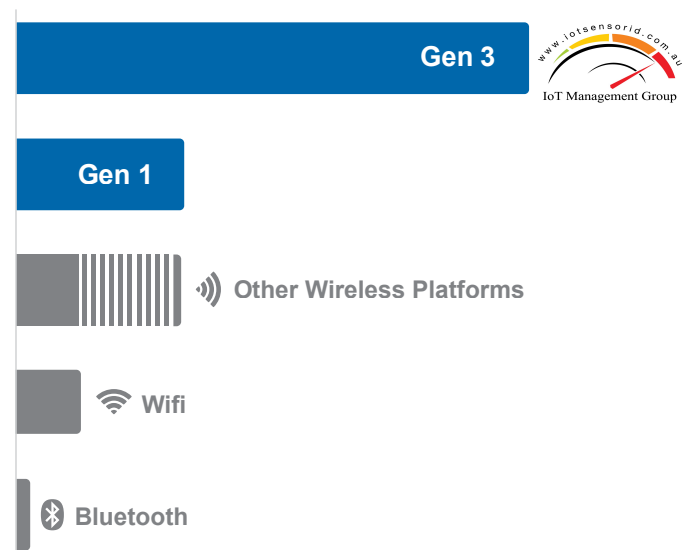 Gen 3
www.iotsensorid.com.au
IoT Management Group
Gen 1
Other Wireless Platforms
Wifi
Bluetooth